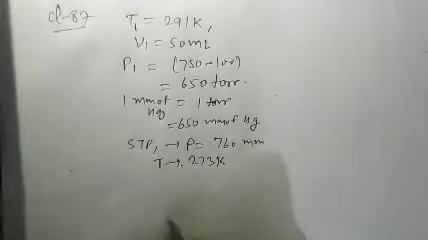 Q-87
T₁ = 291K,
V₁ = 50mL
P₁ = (750-100)
= 650 torr.
1 mm of Hg = 1 torr
= 650 mm of Hg
STP, → P = 760 mm
T → 273K